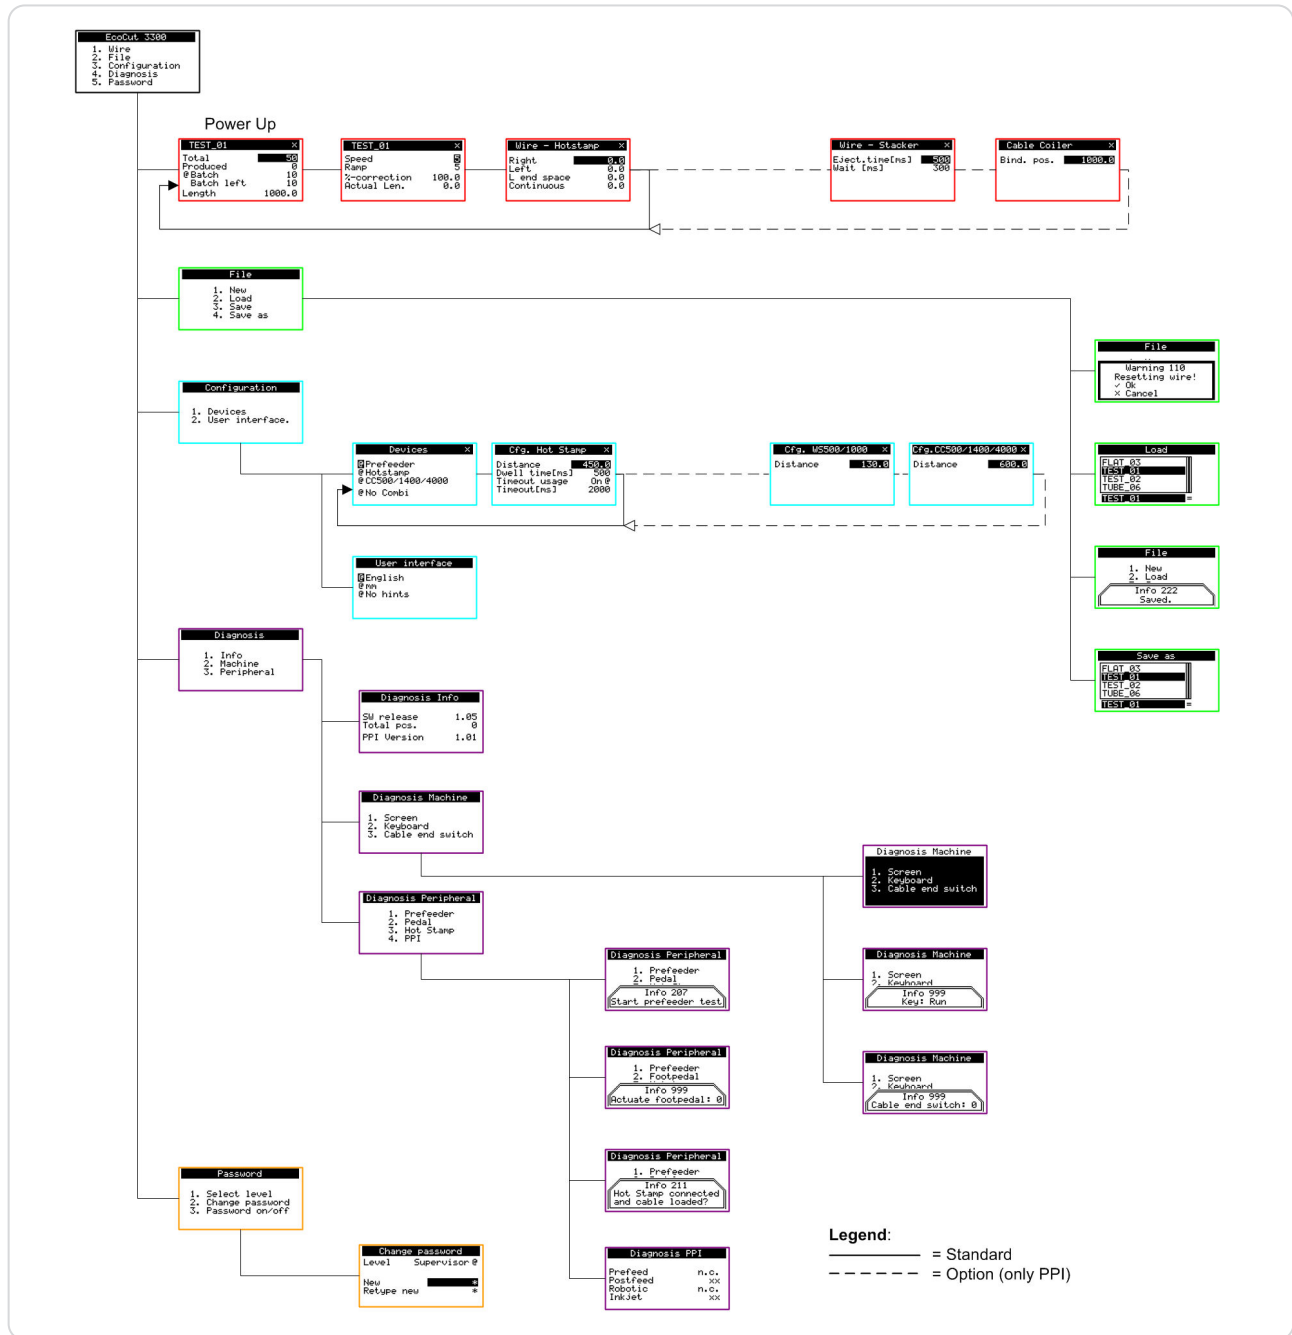 EcoCut 3300
1. Wire
2. File
3. Configuration
4. Diagnosis
5. Password
Power Up
TEST_01 ×
Total 50
Produced 0
@Batch 10
Batch left 10
Length 1000.0
TEST_01 ×
Speed 5
Ramp 5
%-correction 100.0
Actual Len. 0.0
Wire - Hotstamp ×
Right 0.0
Left 0.0
L end space 0.0
Continuous 0.0
Wire - Stacker ×
Eject.time[ms] 500
Wait [ms] 300
Cable Coiler ×
Bind. pos. 1000.0
File
1. New
2. Load
3. Save
4. Save as
File
Warning 110
Resetting wire!
✓ Ok
× Cancel
Configuration
1. Devices
2. User interface.
Devices ×
@Prefeeder
@Hotstamp
@CC500/1400/4000
@No Combi
Cfg. Hot Stamp ×
Distance 450.0
Dwell time[ms] 500
Timeout usage On@
Timeout[ms] 2000
Cfg. WS500/1000 ×
Distance 130.0
Cfg.CC500/1400/4000 ×
Distance 600.0
Load
FLAT_03
TEST_01
TEST_02
TUBE_06
TEST_01 =
User interface
@English
@mm
@No hints
File
1. New
2. Load
Info 222
Saved.
Diagnosis
1. Info
2. Machine
3. Peripheral
Save as
FLAT_03
TEST_01
TEST_02
TUBE_06
TEST_01 =
Diagnosis Info
SW release 1.05
Total pcs. 0
PPI Version 1.01
Diagnosis Machine
1. Screen
2. Keyboard
3. Cable end switch
Diagnosis Machine
1. Screen
2. Keyboard
3. Cable end switch
Diagnosis Peripheral
1. Prefeeder
2. Pedal
3. Hot Stamp
4. PPI
Diagnosis Peripheral
1. Prefeeder
2. Pedal
Info 207
Start prefeeder test
Diagnosis Machine
1. Screen
2. Keyboard
Info 999
Key: Run
Diagnosis Peripheral
1. Prefeeder
2. Footpedal
Info 999
Actuate footpedal: 0
Diagnosis Machine
1. Screen
2. Keyboard
Info 999
Cable end switch: 0
Diagnosis Peripheral
1. Prefeeder
Info 211
Hot Stamp connected
and cable loaded?
Password
1. Select level
2. Change password
3. Password on/off
Change password
Level Supervisor@
New *
Retype new *
Diagnosis PPI
Prefeed n.c.
Postfeed xx
Robotic n.c.
InkJet xx
Legend:
= Standard
= Option (only PPI)